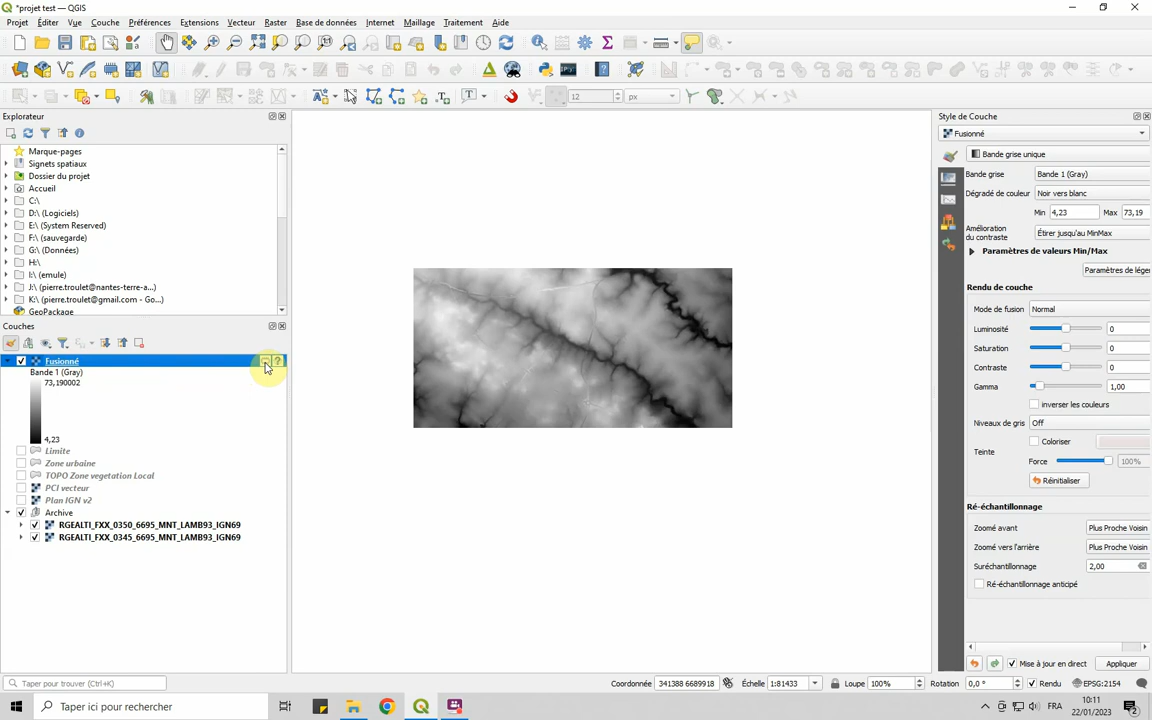 *projet test — QGIS
Projet Éditer Vue Couche Préférences Extensions Vecteur Raster Base de données Internet Maillage Traitement Aide
12 px
Explorateur
Marque-pages
Signets spatiaux
Dossier du projet
Accueil
C:\
D:\ (Logiciels)
E:\ (System Reserved)
F:\ (sauvegarde)
G:\ (Données)
H:\
I:\ (emule)
J:\ (pierre.troulet@nantes-terre-a...)
K:\ (pierre.troulet@gmail.com - Go...)
GeoPackage
Couches
Fusionné
Bande 1 (Gray)
73,190002
4,23
Limite
Zone urbaine
TOPO Zone vegetation Local
PCI vecteur
Plan IGN v2
Archive
RGEALTI_FXX_0350_6695_MNT_LAMB93_IGN69
RGEALTI_FXX_0345_6695_MNT_LAMB93_IGN69
Style de Couche
Fusionné
Bande grise unique
Bande grise Bande 1 (Gray)
Dégradé de couleur Noir vers blanc
Min 4,23 Max 73,19
Amélioration du contraste Étirer jusqu'au MinMax
Paramètres de valeurs Min/Max
Paramètres de léger
Rendu de couche
Mode de fusion Normal
Luminosité 0
Saturation 0
Contraste 0
Gamma 1,00
inverser les couleurs
Niveaux de gris Off
Teinte Coloriser
Force 100%
Réinitialiser
Ré-échantillonnage
Zoomé avant Plus Proche Voisin
Zoomé vers l'arrière Plus Proche Voisin
Suréchantillonnage 2,00
Ré-échantillonnage anticipé
Mise à jour en direct Appliquer
Taper pour trouver (Ctrl+K) Coordonnée 341388 6689918 Échelle 1:81433 Loupe 100% Rotation 0,0 ° Rendu EPSG:2154
Taper ici pour rechercher FRA 10:11
22/01/2023 2